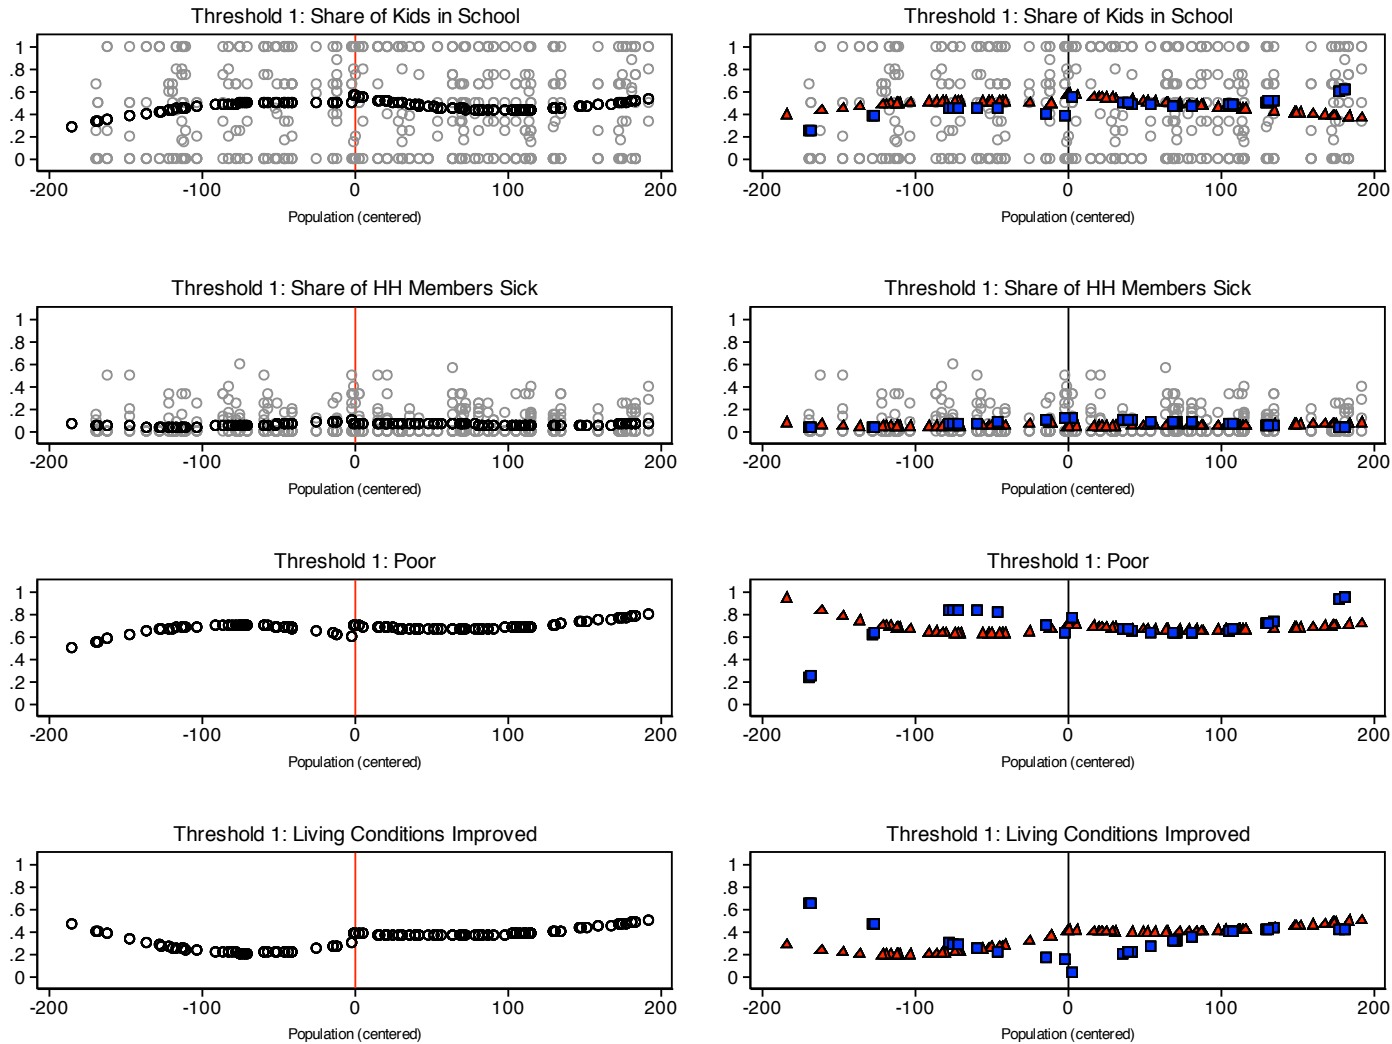 Threshold 1: Share of Kids in School
1
.8
.6
.4
.2
0
-200 -100 0 100 200
Population (centered)
Threshold 1: Share of Kids in School
1
.8
.6
.4
.2
0
-200 -100 0 100 200
Population (centered)
Threshold 1: Share of HH Members Sick
1
.8
.6
.4
.2
0
-200 -100 0 100 200
Population (centered)
Threshold 1: Share of HH Members Sick
1
.8
.6
.4
.2
0
-200 -100 0 100 200
Population (centered)
Threshold 1: Poor
1
.8
.6
.4
.2
0
-200 -100 0 100 200
Population (centered)
Threshold 1: Poor
1
.8
.6
.4
.2
0
-200 -100 0 100 200
Population (centered)
Threshold 1: Living Conditions Improved
1
.8
.6
.4
.2
0
-200 -100 0 100 200
Population (centered)
Threshold 1: Living Conditions Improved
1
.8
.6
.4
.2
0
-200 -100 0 100 200
Population (centered)